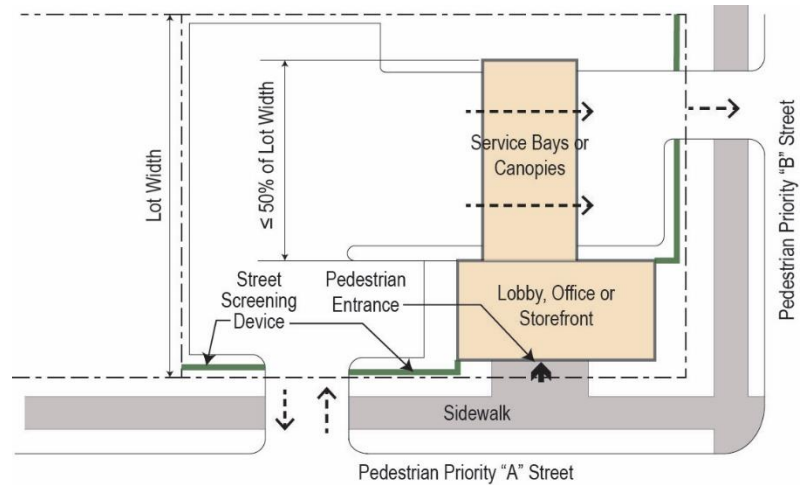 Lot Width
≤ 50% of Lot Width
Service Bays or
Canopies
Pedestrian Priority "B" Street
Street
Screening
Device
Pedestrian
Entrance
Lobby, Office or
Storefront
Sidewalk
Pedestrian Priority "A" Street